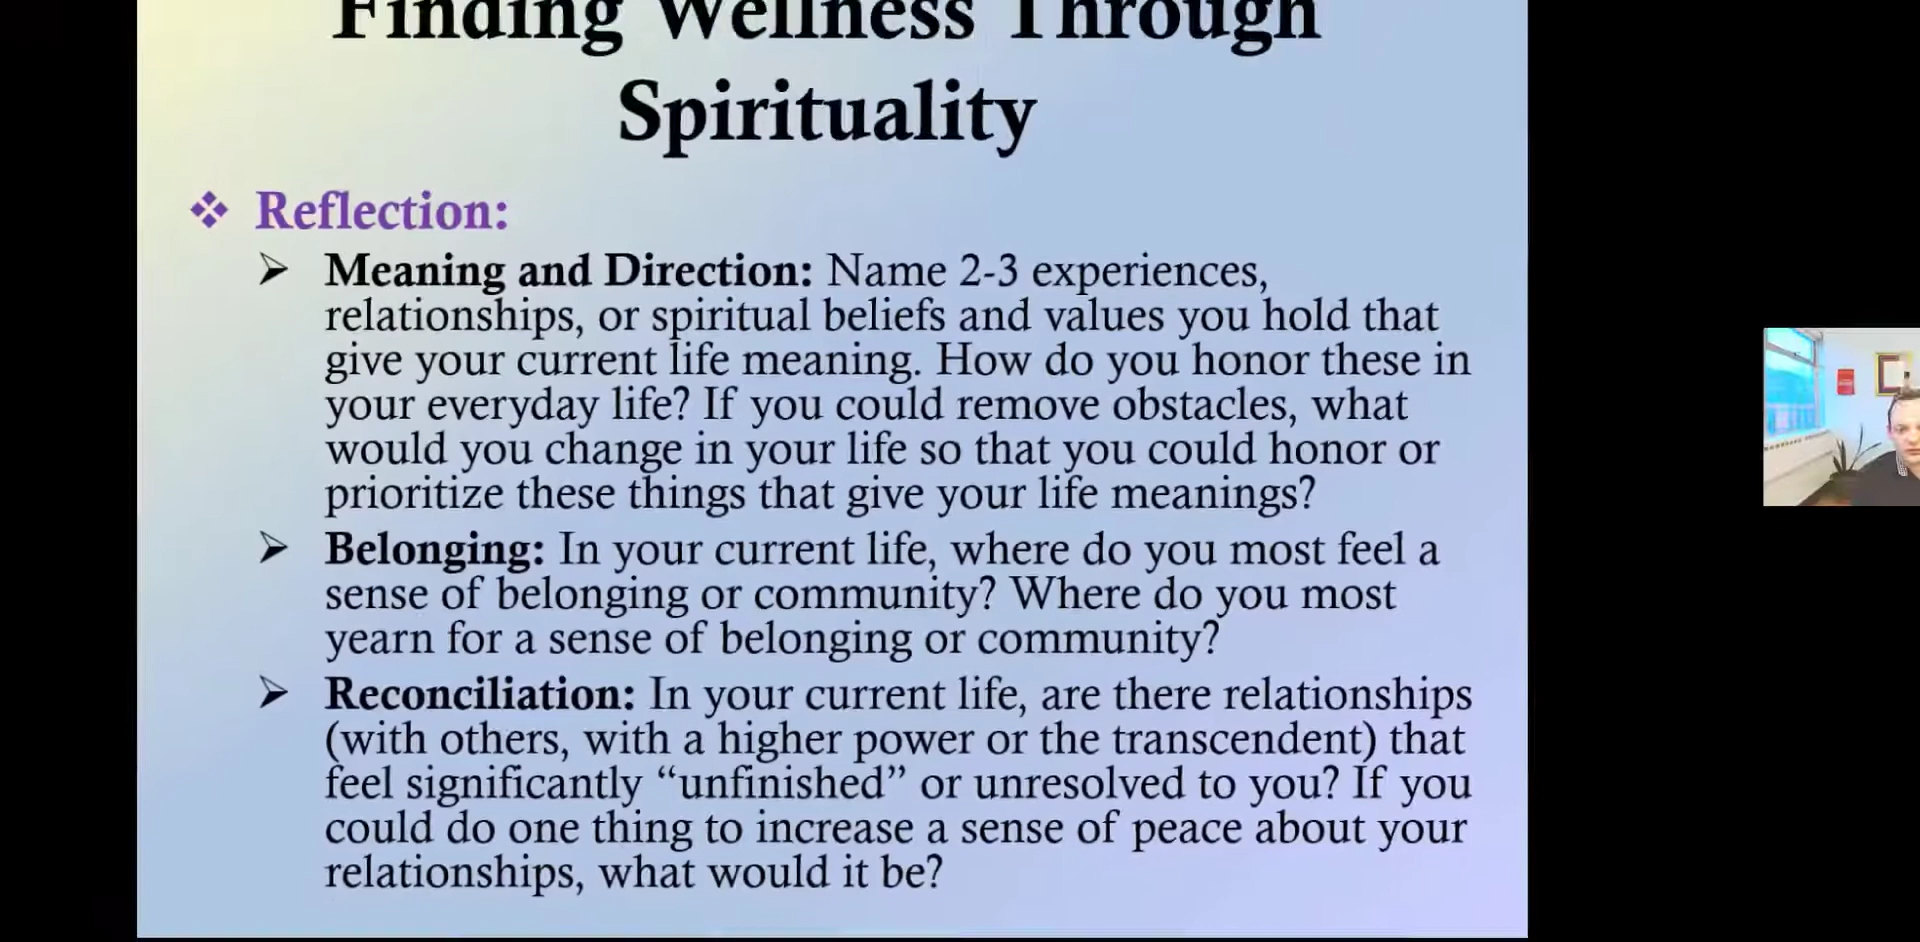 Finding Wellness Through
Spirituality
Reflection:
Meaning and Direction: Name 2-3 experiences,
relationships, or spiritual beliefs and values you hold that
give your current life meaning. How do you honor these in
your everyday life? If you could remove obstacles, what
would you change in your life so that you could honor or
prioritize these things that give your life meanings?
Belonging: In your current life, where do you most feel a
sense of belonging or community? Where do you most
yearn for a sense of belonging or community?
Reconciliation: In your current life, are there relationships
(with others, with a higher power or the transcendent) that
feel significantly “unfinished” or unresolved to you? If you
could do one thing to increase a sense of peace about your
relationships, what would it be?